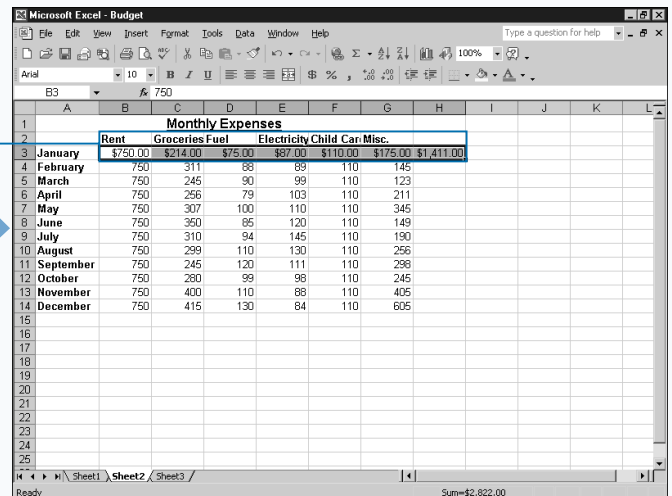 Microsoft Excel - Budget
File Edit View Insert Format Tools Data Window Help Type a question for help
100%
Arial 10 B I U $ % ,
B3 fx 750
A B C D E F G H I J K L
1 Monthly Expenses
2 Rent Groceries Fuel Electricity Child Car Misc.
3 January $750.00 $214.00 $75.00 $87.00 $110.00 $175.00 $1,411.00
4 February 750 311 88 89 110 145
5 March 750 245 90 99 110 123
6 April 750 256 79 103 110 211
7 May 750 307 100 110 110 345
8 June 750 350 85 120 110 149
9 July 750 310 94 145 110 190
10 August 750 299 110 130 110 256
11 September 750 245 120 111 110 298
12 October 750 280 99 98 110 245
13 November 750 400 110 88 110 405
14 December 750 415 130 84 110 605
15
16
17
18
19
20
21
22
23
24
25
Sheet1 Sheet2 Sheet3
Ready Sum=$2,822.00